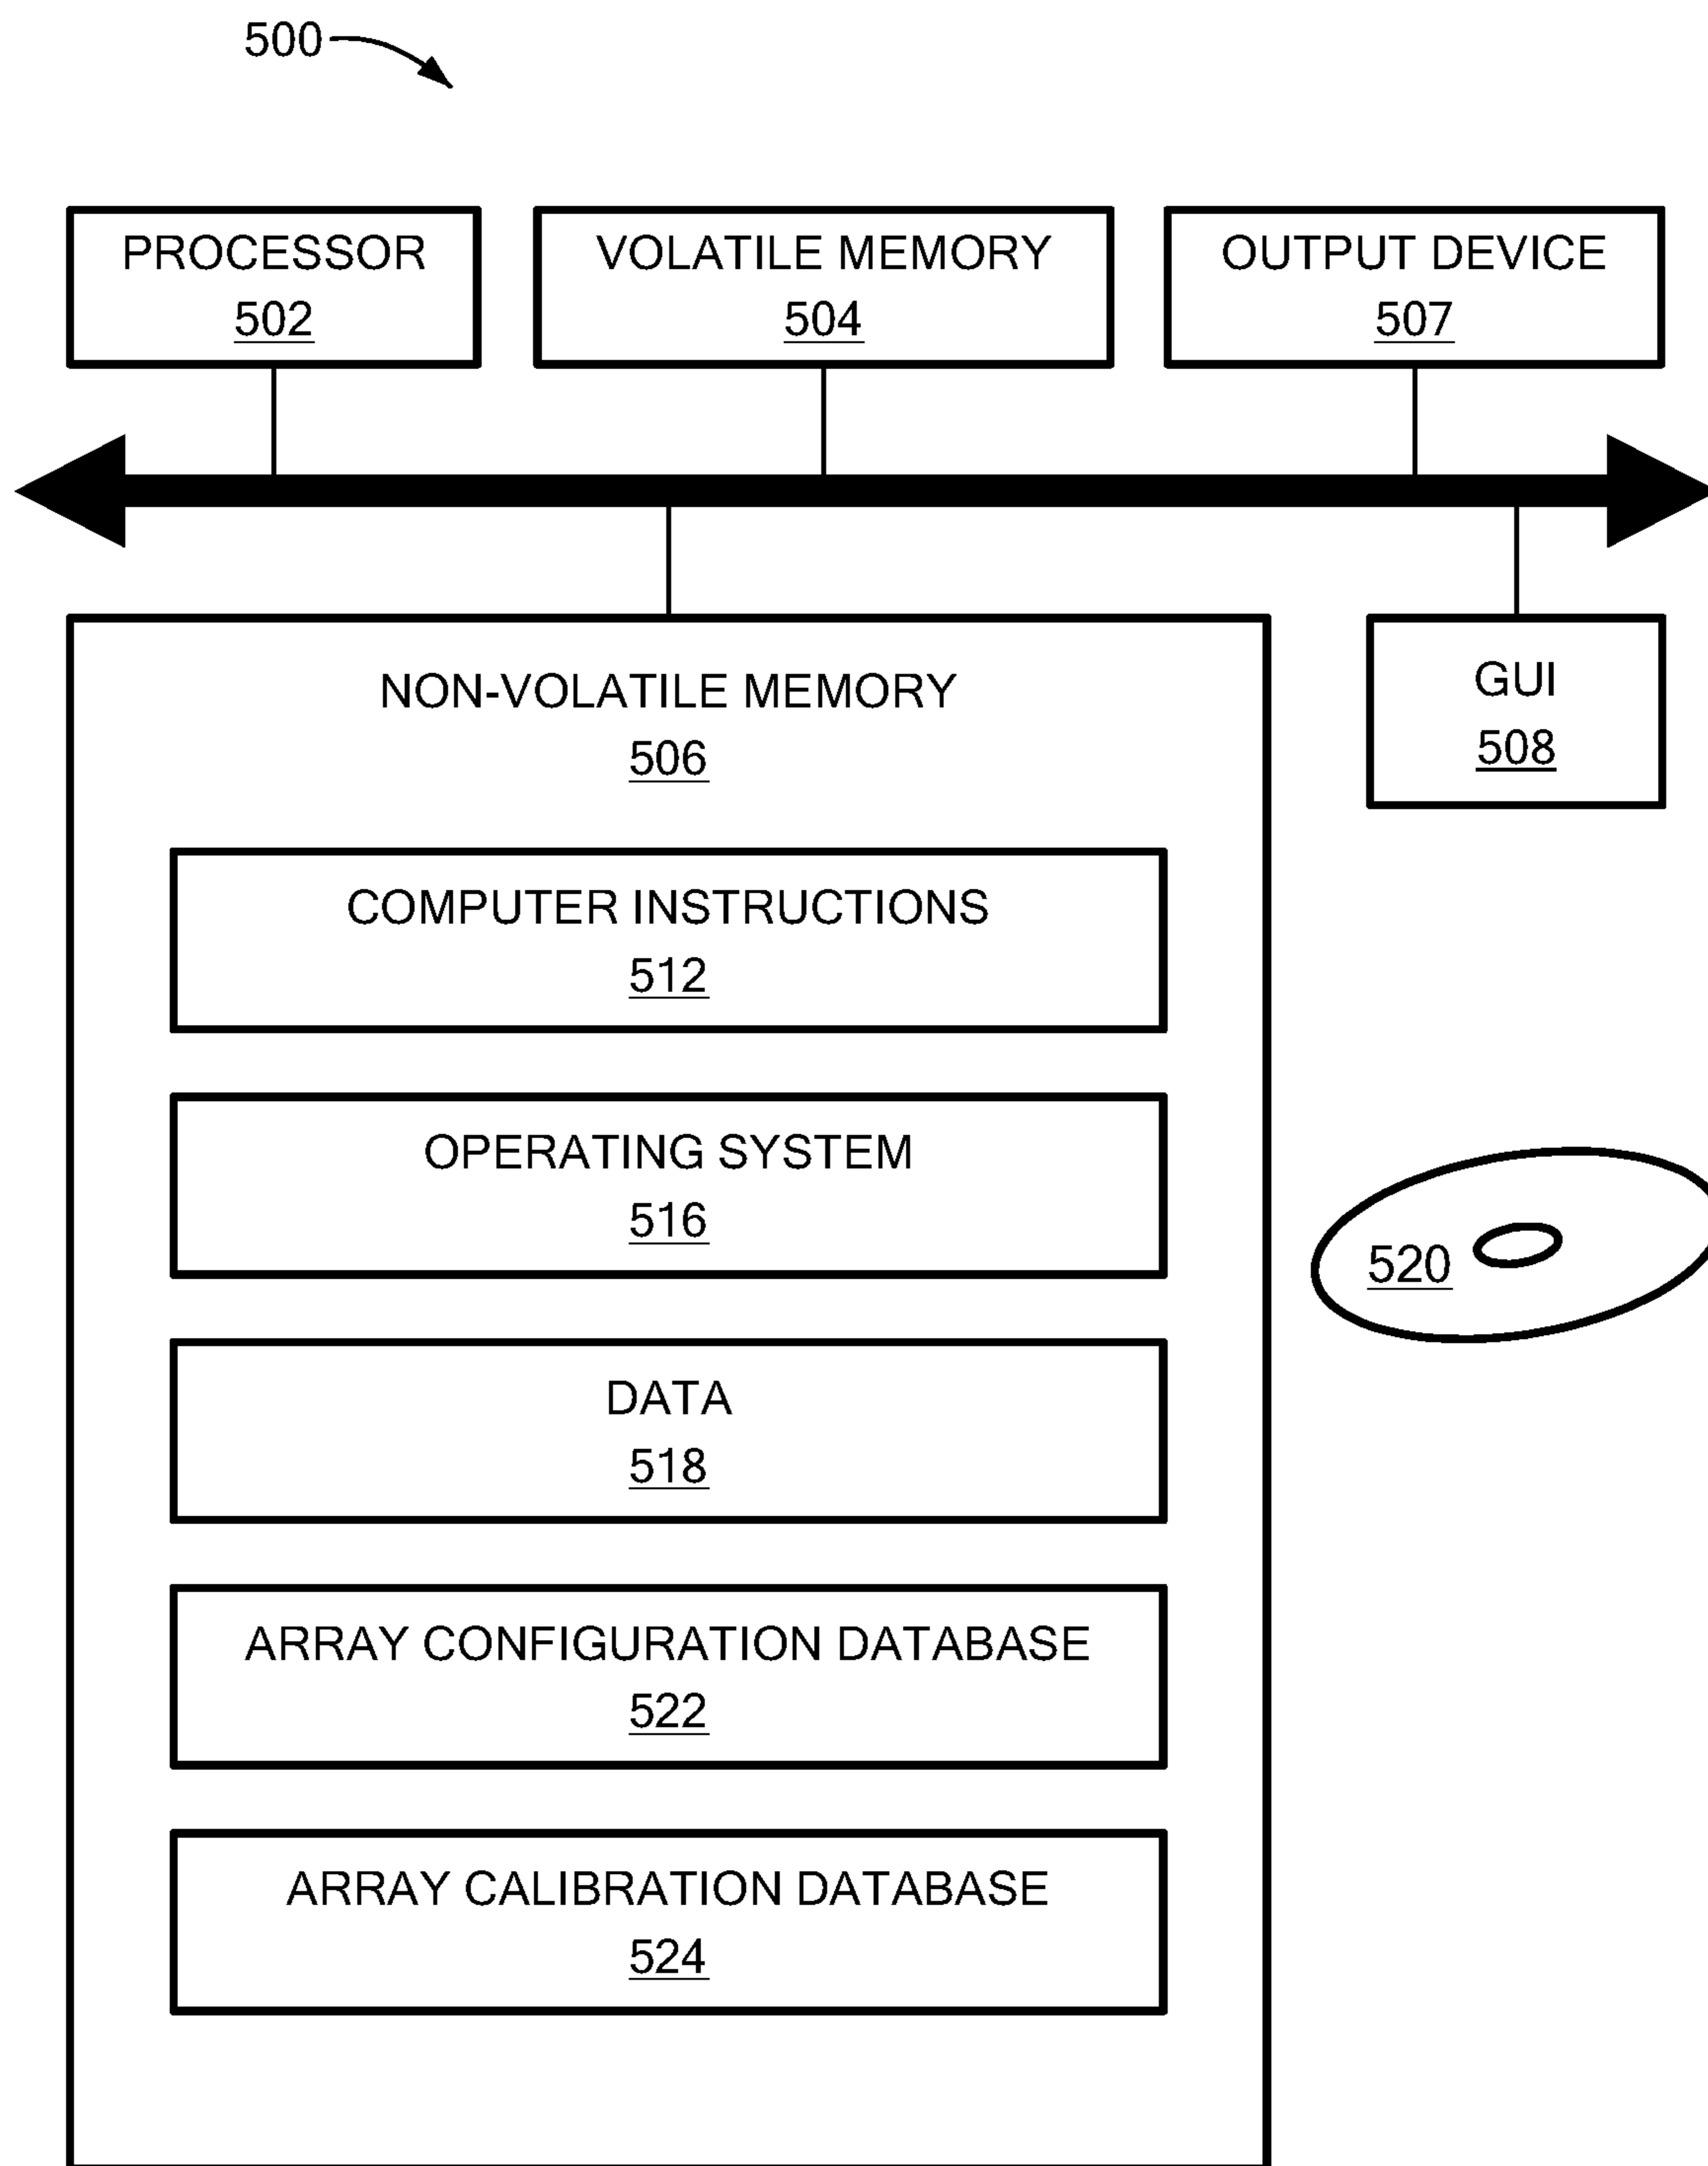 500
PROCESSOR
502
VOLATILE MEMORY
504
OUTPUT DEVICE
507
NON-VOLATILE MEMORY
506
GUI
508
COMPUTER INSTRUCTIONS
512
OPERATING SYSTEM
516
520
DATA
518
ARRAY CONFIGURATION DATABASE
522
ARRAY CALIBRATION DATABASE
524